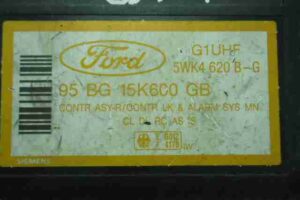 Ford
G1UHF
5WK4 620 B-G
95 BG 15K600 GB
CONTR ASY-R/CONTR LK & ALARM SYS MN
CL D RC AS IS
SIEMENS